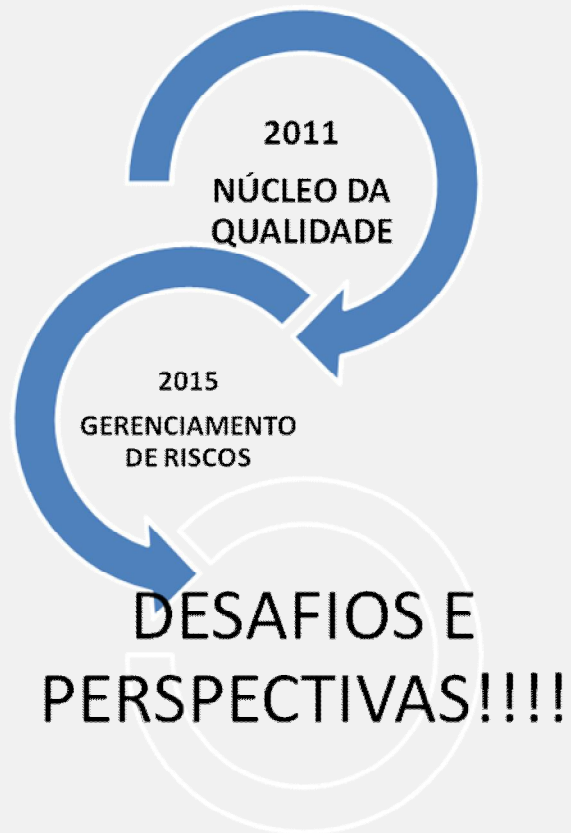 2011
NÚCLEO DA
QUALIDADE
2015
GERENCIAMENTO
DE RISCOS
DESAFIOS E
PERSPECTIVAS!!!!